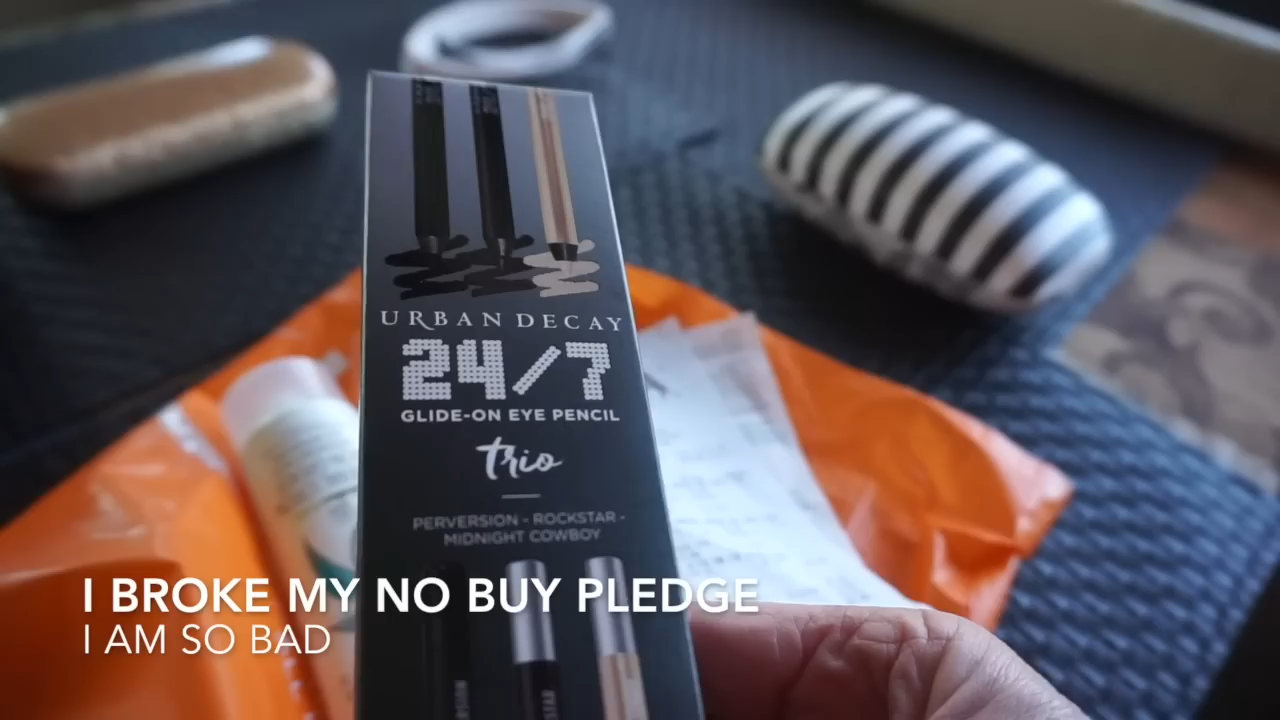 URBAN DECAY
24/7
GLIDE-ON EYE PENCIL
trio
PERVERSION - ROCKSTAR -
MIDNIGHT COWBOY
I BROKE MY NO BUY PLEDGE
I AM SO BAD